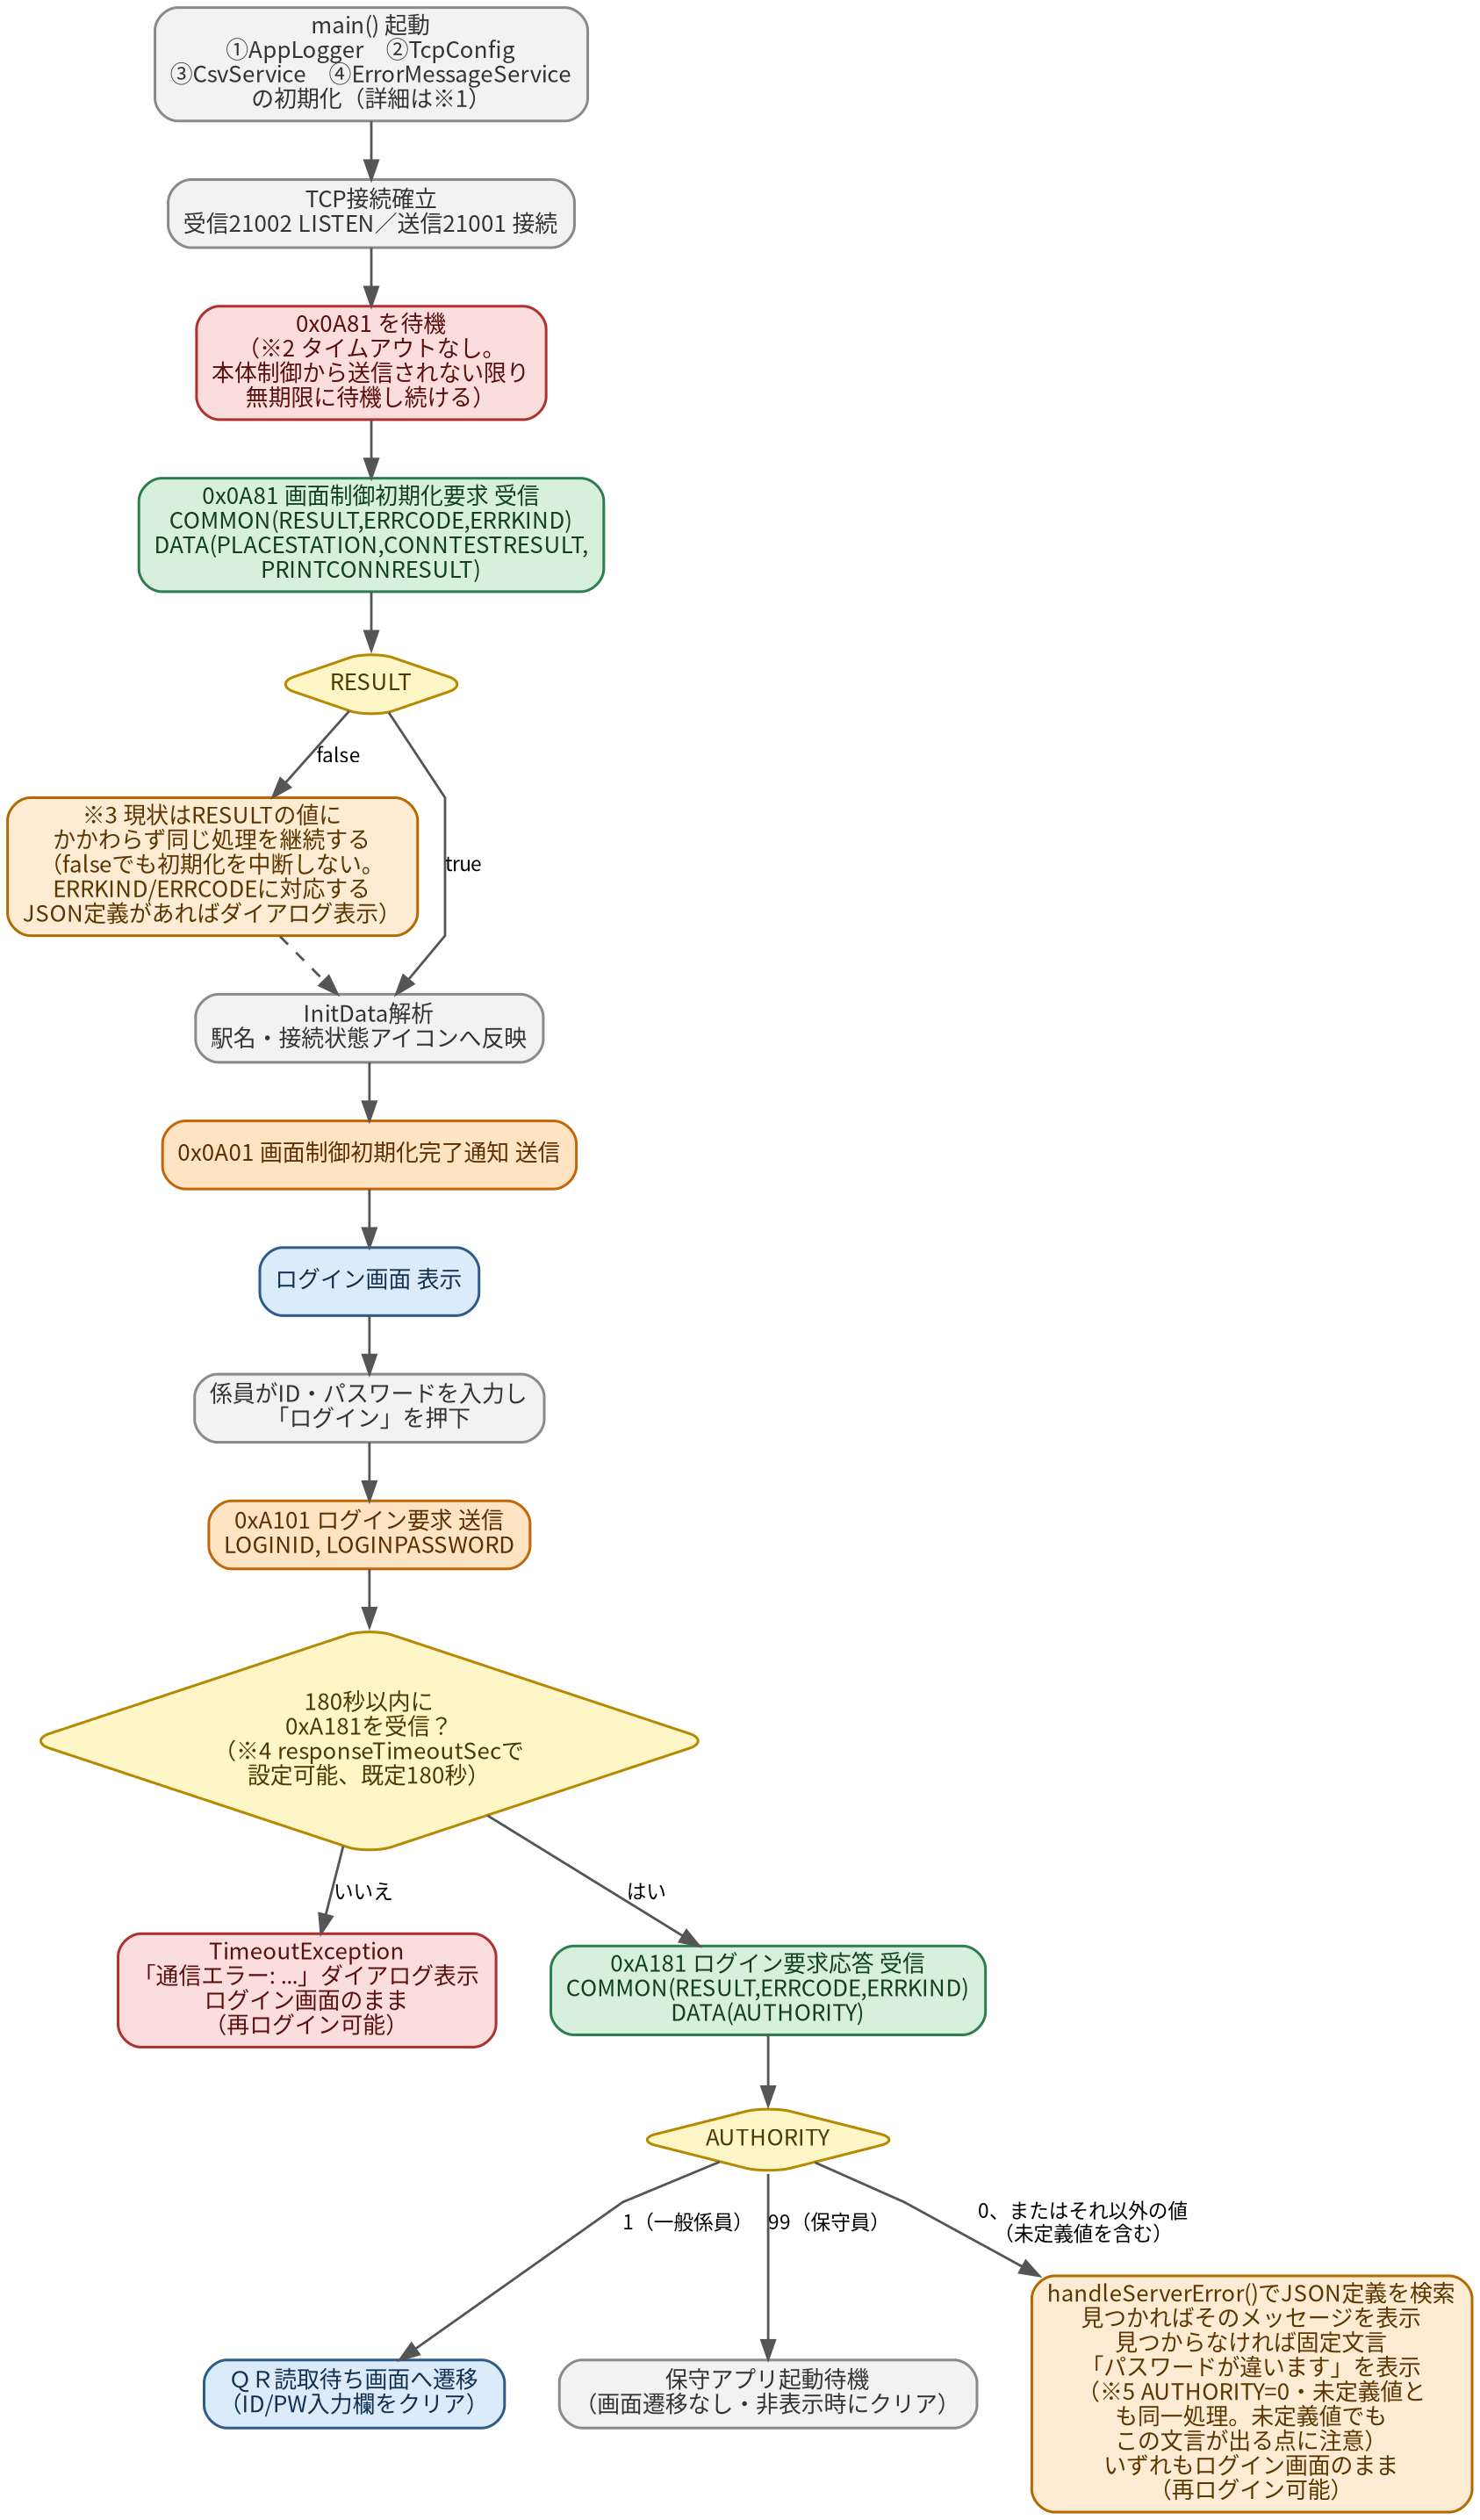 main() 起動
①AppLogger　②TcpConfig
③CsvService　④ErrorMessageService
の初期化（詳細は※1）
TCP接続確立
受信21002 LISTEN／送信21001 接続
0x0A81 を待機
（※2 タイムアウトなし。
本体制御から送信されない限り
無期限に待機し続ける）
0x0A81 画面制御初期化要求 受信
COMMON(RESULT,ERRCODE,ERRKIND)
DATA(PLACESTATION,CONNTESTRESULT,
PRINTCONNRESULT)
RESULT
false
※3 現状はRESULTの値に
かかわらず同じ処理を継続する
（falseでも初期化を中断しない。
ERRKIND/ERRCODEに対応する
JSON定義があればダイアログ表示）
true
InitData解析
駅名・接続状態アイコンへ反映
0x0A01 画面制御初期化完了通知 送信
ログイン画面 表示
係員がID・パスワードを入力し
「ログイン」を押下
0xA101 ログイン要求 送信
LOGINID, LOGINPASSWORD
180秒以内に
0xA181を受信？
（※4 responseTimeoutSecで
設定可能、既定180秒）
いいえ
はい
TimeoutException
「通信エラー: ...」ダイアログ表示
ログイン画面のまま
（再ログイン可能）
0xA181 ログイン要求応答 受信
COMMON(RESULT,ERRCODE,ERRKIND)
DATA(AUTHORITY)
AUTHORITY
1（一般係員）
99（保守員）
0、またはそれ以外の値
（未定義値を含む）
ＱＲ読取待ち画面へ遷移
（ID/PW入力欄をクリア）
保守アプリ起動待機
（画面遷移なし・非表示時にクリア）
handleServerError()でJSON定義を検索
見つかればそのメッセージを表示
見つからなければ固定文言
「パスワードが違います」を表示
（※5 AUTHORITY=0・未定義値と
も同一処理。未定義値でも
この文言が出る点に注意）
いずれもログイン画面のまま
（再ログイン可能）